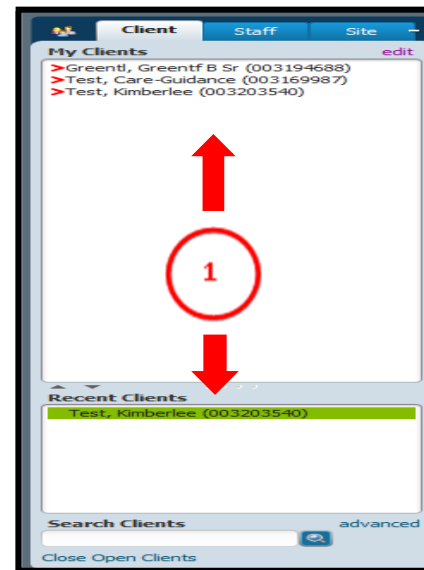 Client Staff Site
My Clients edit
>Greentl, Greentf B Sr (003194688)
>Test, Care-Guidance (003169987)
>Test, Kimberlee (003203540)
1
Recent Clients
Test, Kimberlee (003203540)
Search Clients advanced
Close Open Clients